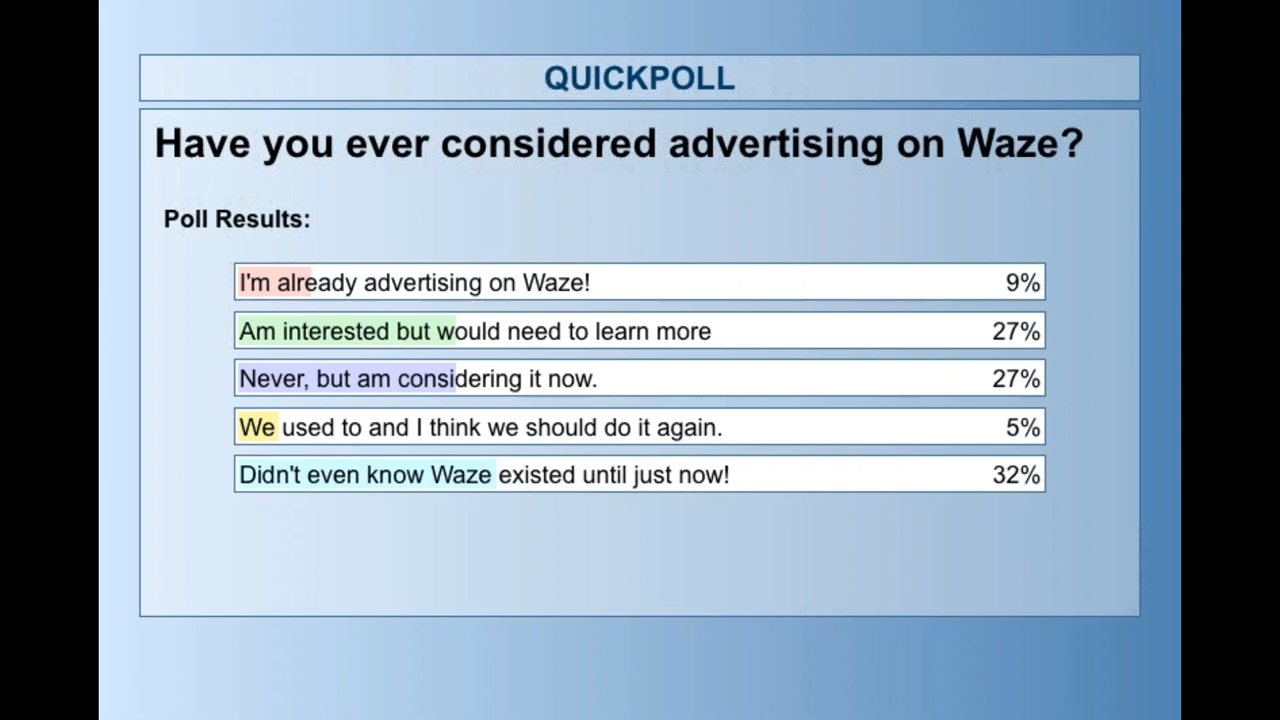 QUICKPOLL
Have you ever considered advertising on Waze?
Poll Results:
I'm already advertising on Waze! 9%
Am interested but would need to learn more 27%
Never, but am considering it now. 27%
We used to and I think we should do it again. 5%
Didn't even know Waze existed until just now! 32%